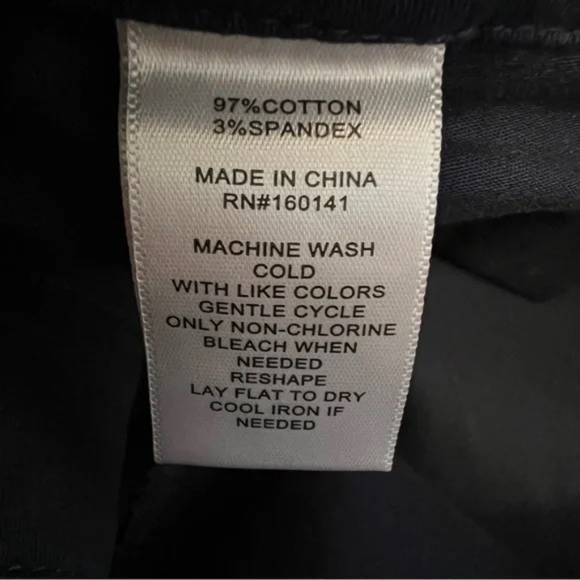 97%COTTON
3%SPANDEX
MADE IN CHINA
RN#160141
MACHINE WASH
COLD
WITH LIKE COLORS
GENTLE CYCLE
ONLY NON-CHLORINE
BLEACH WHEN
NEEDED
RESHAPE
LAY FLAT TO DRY
COOL IRON IF
NEEDED